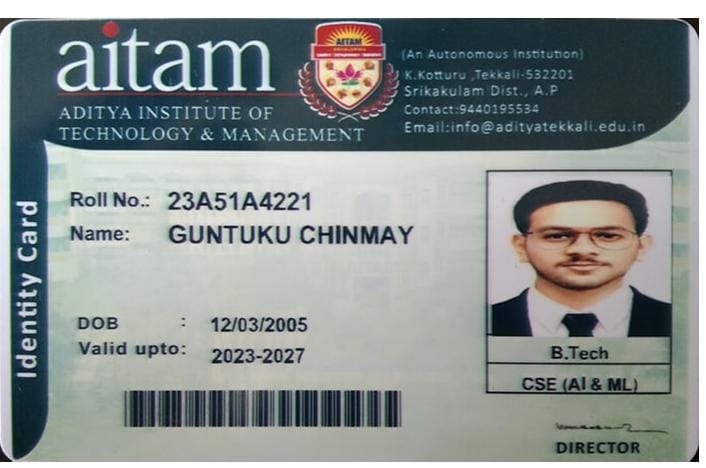 aitam
ADITYA INSTITUTE OF
TECHNOLOGY & MANAGEMENT
AITAM
(An Autonomous Institution)
K.Kotturu ,Tekkali-532201
Srikakulam Dist., A.P
Contact:9440195534
Email:info@adityatekkali.edu.in
Identity Card
Roll No.: 23A51A4221
Name: GUNTUKU CHINMAY
DOB : 12/03/2005
Valid upto: 2023-2027
B.Tech
CSE (AI & ML)
DIRECTOR